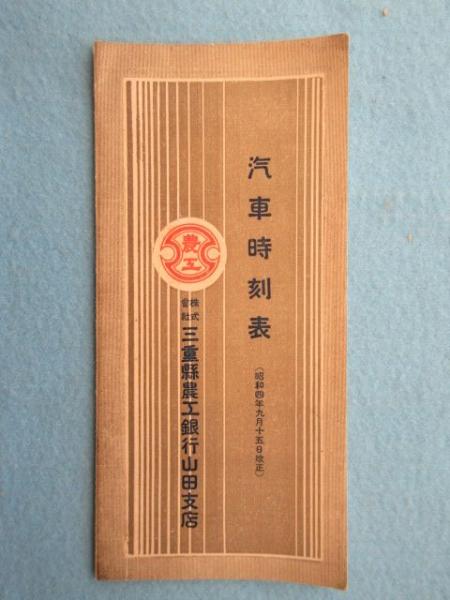 汽車時刻表
(昭和四年九月十五日改正)
農工
株式會社
三重縣農工銀行山田支店